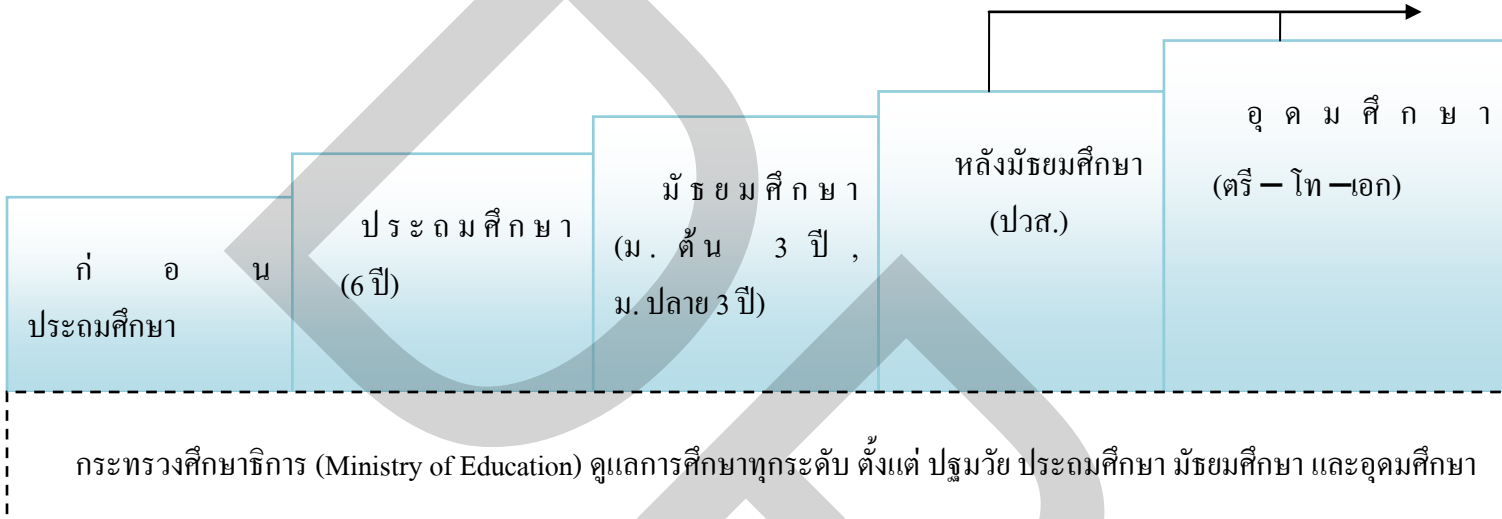 ก่อน
ประถมศึกษา
ประถมศึกษา
(6 ปี)
มัธยมศึกษา
(ม. ต้น 3 ปี ,
ม. ปลาย 3 ปี)
หลังมัธยมศึกษา
(ปวส.)
อุดมศึกษา
(ตรี – โท –เอก)
กระทรวงศึกษาธิการ (Ministry of Education) ดูแลการศึกษาทุกระดับ ตั้งแต่ ปฐมวัย ประถมศึกษา มัธยมศึกษา และอุดมศึกษา